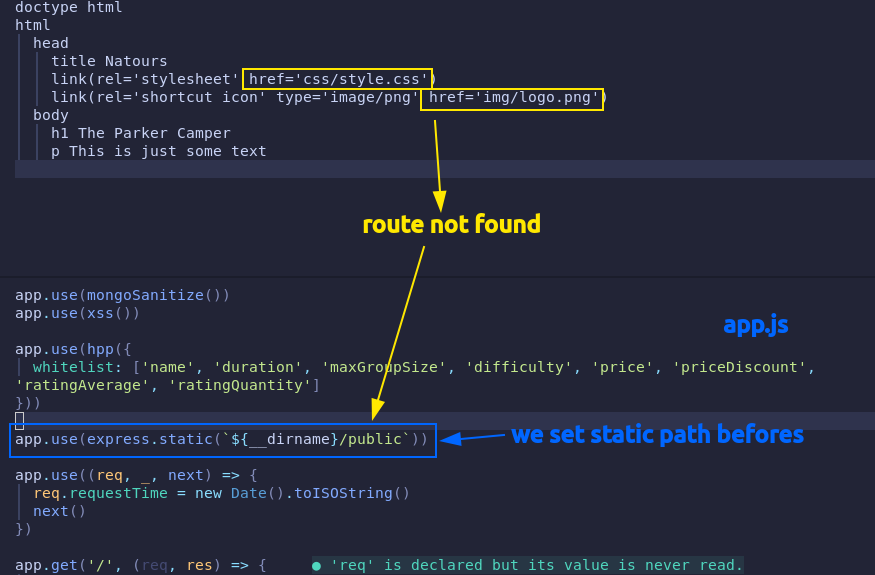 doctype html
html
head
title Natours
link(rel='stylesheet' href='css/style.css')
link(rel='shortcut icon' type='image/png' href='img/logo.png')
body
h1 The Parker Camper
p This is just some text
route not found
app.use(mongoSanitize())
app.use(xss())
app.js
app.use(hpp({
whitelist: ['name', 'duration', 'maxGroupSize', 'difficulty', 'price', 'priceDiscount',
'ratingAverage', 'ratingQuantity']
}))
app.use(express.static(`${__dirname}/public`))
we set static path befores
app.use((req, _, next) => {
req.requestTime = new Date().toISOString()
next()
})
app.get('/', (req, res) => { ● 'req' is declared but its value is never read.